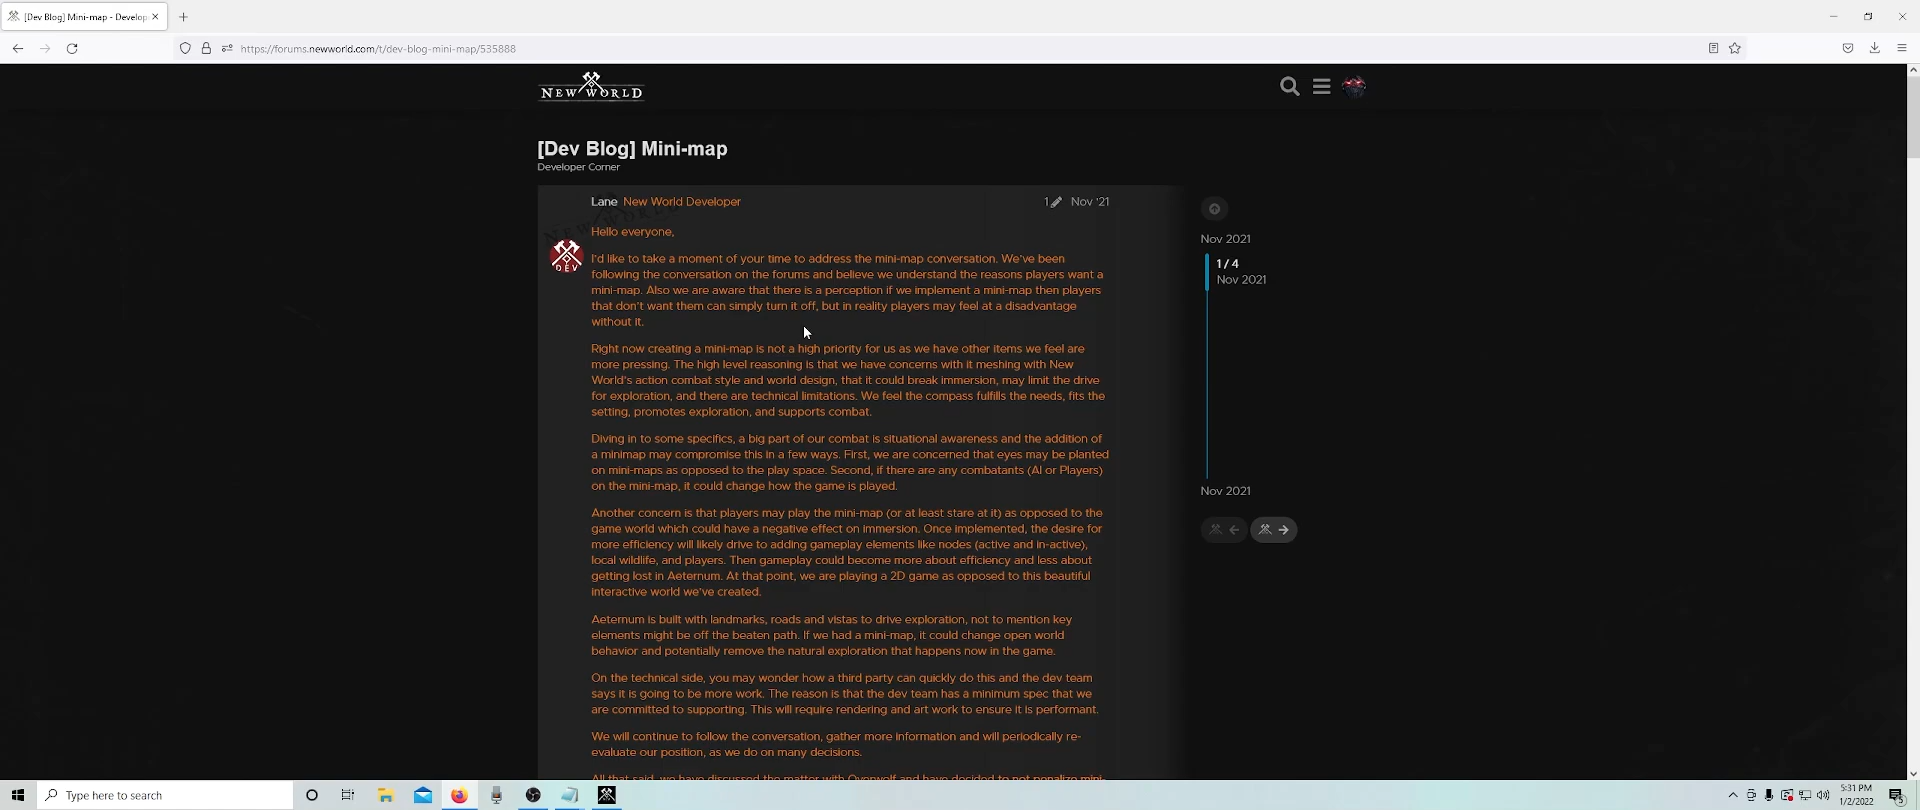 [Dev Blog] Mini-map - Develop
https://forums.newworld.com/t/dev-blog-mini-map/535888
NEW WORLD
[Dev Blog] Mini-map
Developer Corner
Lane New World Developer
1 Nov '21
DEV
Hello everyone,
I'd like to take a moment of your time to address the mini-map conversation. We've been
following the conversation on the forums and believe we understand the reasons players want a
mini-map. Also we are aware that there is a perception if we implement a mini-map then players
that don't want them can simply turn it off, but in reality players may feel at a disadvantage
without it.
Right now creating a mini-map is not a high priority for us as we have other items we feel are
more pressing. The high level reasoning is that we have concerns with it meshing with New
World's action combat style and world design, that it could break immersion, may limit the drive
for exploration, and there are technical limitations. We feel the compass fulfills the needs, fits the
setting, promotes exploration, and supports combat.
Diving in to some specifics, a big part of our combat is situational awareness and the addition of
a minimap may compromise this in a few ways. First, we are concerned that eyes may be planted
on mini-maps as opposed to the play space. Second, if there are any combatants (AI or Players)
on the mini-map, it could change how the game is played.
Another concern is that players may play the mini-map (or at least stare at it) as opposed to the
game world which could have a negative effect on immersion. Once implemented, the desire for
more efficiency will likely drive to adding gameplay elements like nodes (active and in-active),
local wildlife, and players. Then gameplay could become more about efficiency and less about
getting lost in Aeternum. At that point, we are playing a 2D game as opposed to this beautiful
interactive world we've created.
Aeternum is built with landmarks, roads and vistas to drive exploration, not to mention key
elements might be off the beaten path. If we had a mini-map, it could change open world
behavior and potentially remove the natural exploration that happens now in the game.
On the technical side, you may wonder how a third party can quickly do this and the dev team
says it is going to be more work. The reason is that the dev team has a minimum spec that we
are committed to supporting. This will require rendering and art work to ensure it is performant.
We will continue to follow the conversation, gather more information and will periodically re-
evaluate our position, as we do on many decisions.
All that said, we have discussed the matter with Overwolf and have decided to not penalize mini-
Nov 2021
1 / 4
Nov 2021
Nov 2021
Type here to search
5:31 PM
1/2/2022
5